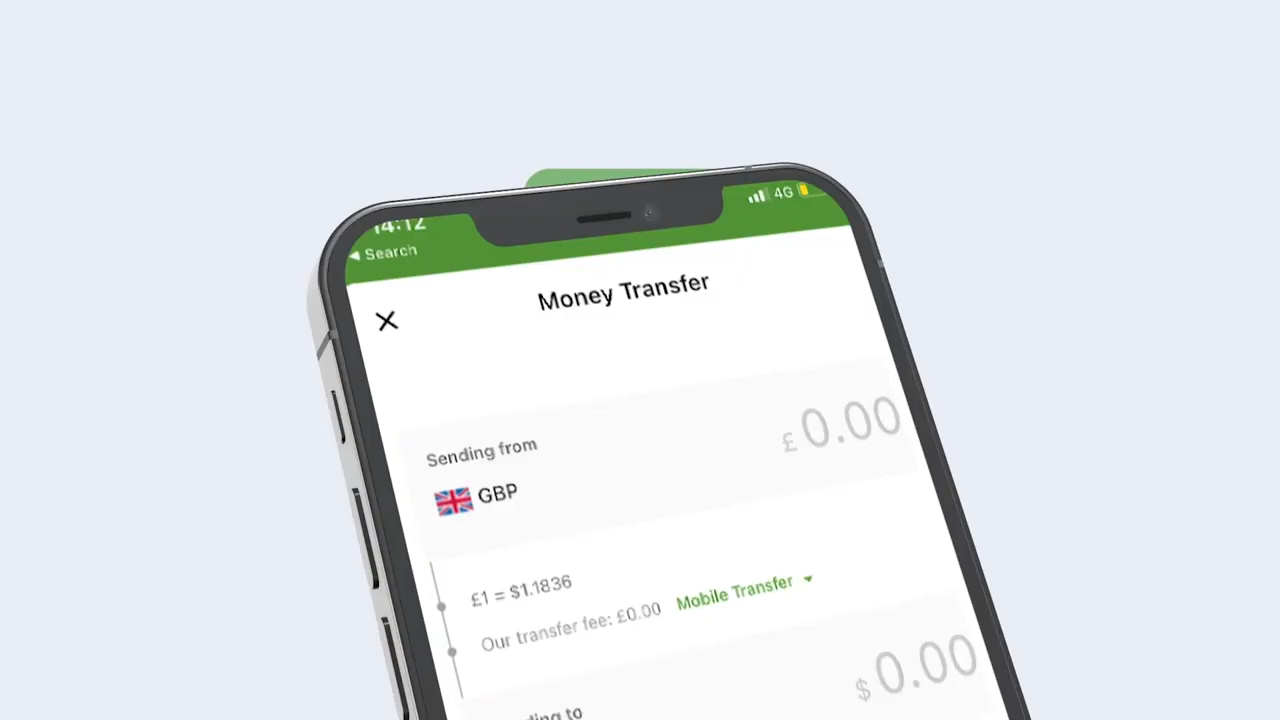 14:12
4G
Search
Money Transfer
£ 0.00
Sending from
GBP
£1 = $1.1836
Our transfer fee: £0.00 Mobile Transfer
$ 0.00
to